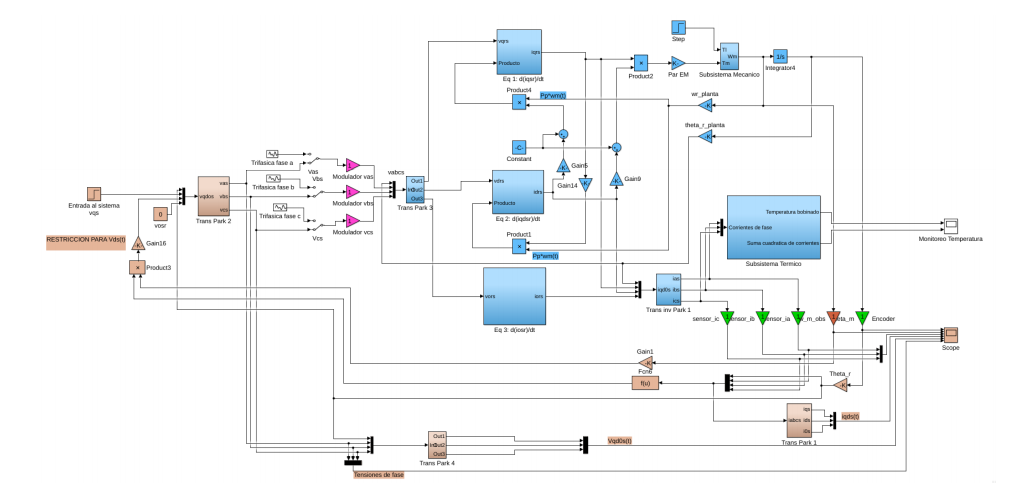 Step
Tl
Wm
Tm
Subsistema Mecanico
1/s
Integrator4
vqrs
iqrs
Producto
Eq 1: d(iqsr)/dt
×
Product2
K
Par EM
Product4
×
Pp*wm(t)
-K-
wr_planta
theta_r_planta
-K-
-C-
Constant
Gain5
Gain14
Gain9
Trifasica fase a
Vas
Vbs
Modulador vas
1
Trifasica fase b
Modulador vbs
1
Trifasica fase c
Vcs
Modulador vcs
1
vabcs
Out1
Out2
Out3
Trans Park 3
vdrs
idrs
Producto
Eq 2: d(iqdsr)/dt
×
Product1
Pp*wm(t)
Entrada al sistema
vqs
0
vosr
vqdos
vas
vbs
vcs
Trans Park 2
RESTRICCION PARA Vds(t)
-K-
Gain16
×
Product3
Temperatura bobinado
Corrientes de fase
Suma cuadratica de corrientes
Subsistema Termico
Monitoreo Temperatura
vors
iors
Eq 3: d(iosr)/dt
iqd0s
ias
ibs
ics
Trans inv Park 1
sensor_ic
sensor_ib
sensor_ia
Encoder
Scope
Gain1
-K-
Fcn6
f(u)
Theta_r
-K-
iabcs
iqs
ids
Trans Park 1
iqds(t)
Out1
Out2
Out3
Trans Park 4
Vqd0s(t)
Tensiones de fase